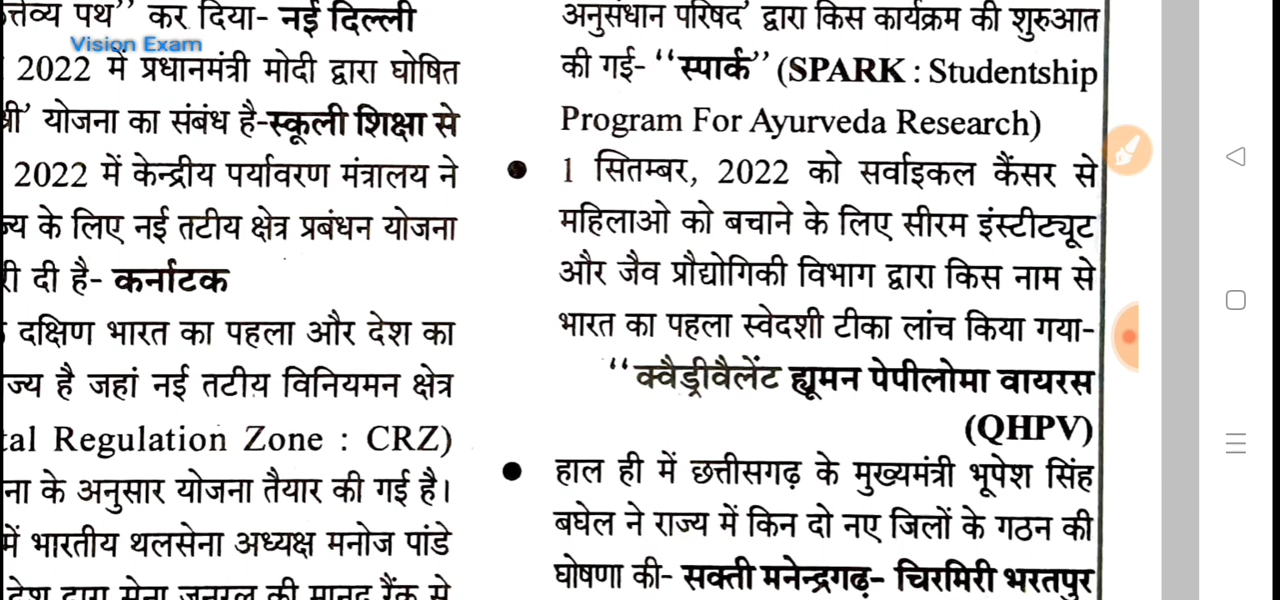 र्त्तव्य पथ'' कर दिया- नई दिल्ली
Vision Exam
2022 में प्रधानमंत्री मोदी द्वारा घोषित
श्री' योजना का संबंध है-स्कूली शिक्षा से
2022 में केन्द्रीय पर्यावरण मंत्रालय ने
ज्य के लिए नई तटीय क्षेत्र प्रबंधन योजना
री दी है- कर्नाटक
दक्षिण भारत का पहला और देश का
ज्य है जहां नई तटीय विनियमन क्षेत्र
tal Regulation Zone : CRZ)
ना के अनुसार योजना तैयार की गई है।
में भारतीय थलसेना अध्यक्ष मनोज पांडे
देश द्वारा सेना जनरल की मानद रैंक से
अनुसंधान परिषद' द्वारा किस कार्यक्रम की शुरुआत
की गई- ‘‘स्पार्क’’ (SPARK : Studentship
Program For Ayurveda Research)
● 1 सितम्बर, 2022 को सर्वाइकल कैंसर से
महिलाओ को बचाने के लिए सीरम इंस्टीट्यूट
और जैव प्रौद्योगिकी विभाग द्वारा किस नाम से
भारत का पहला स्वेदशी टीका लांच किया गया-
‘‘क्वैड्रीवैलेंट ह्यूमन पेपीलोमा वायरस
(QHPV)
● हाल ही में छत्तीसगढ़ के मुख्यमंत्री भूपेश सिंह
बघेल ने राज्य में किन दो नए जिलों के गठन की
घोषणा की- सक्ती मनेन्द्रगढ़- चिरमिरी भरतपुर